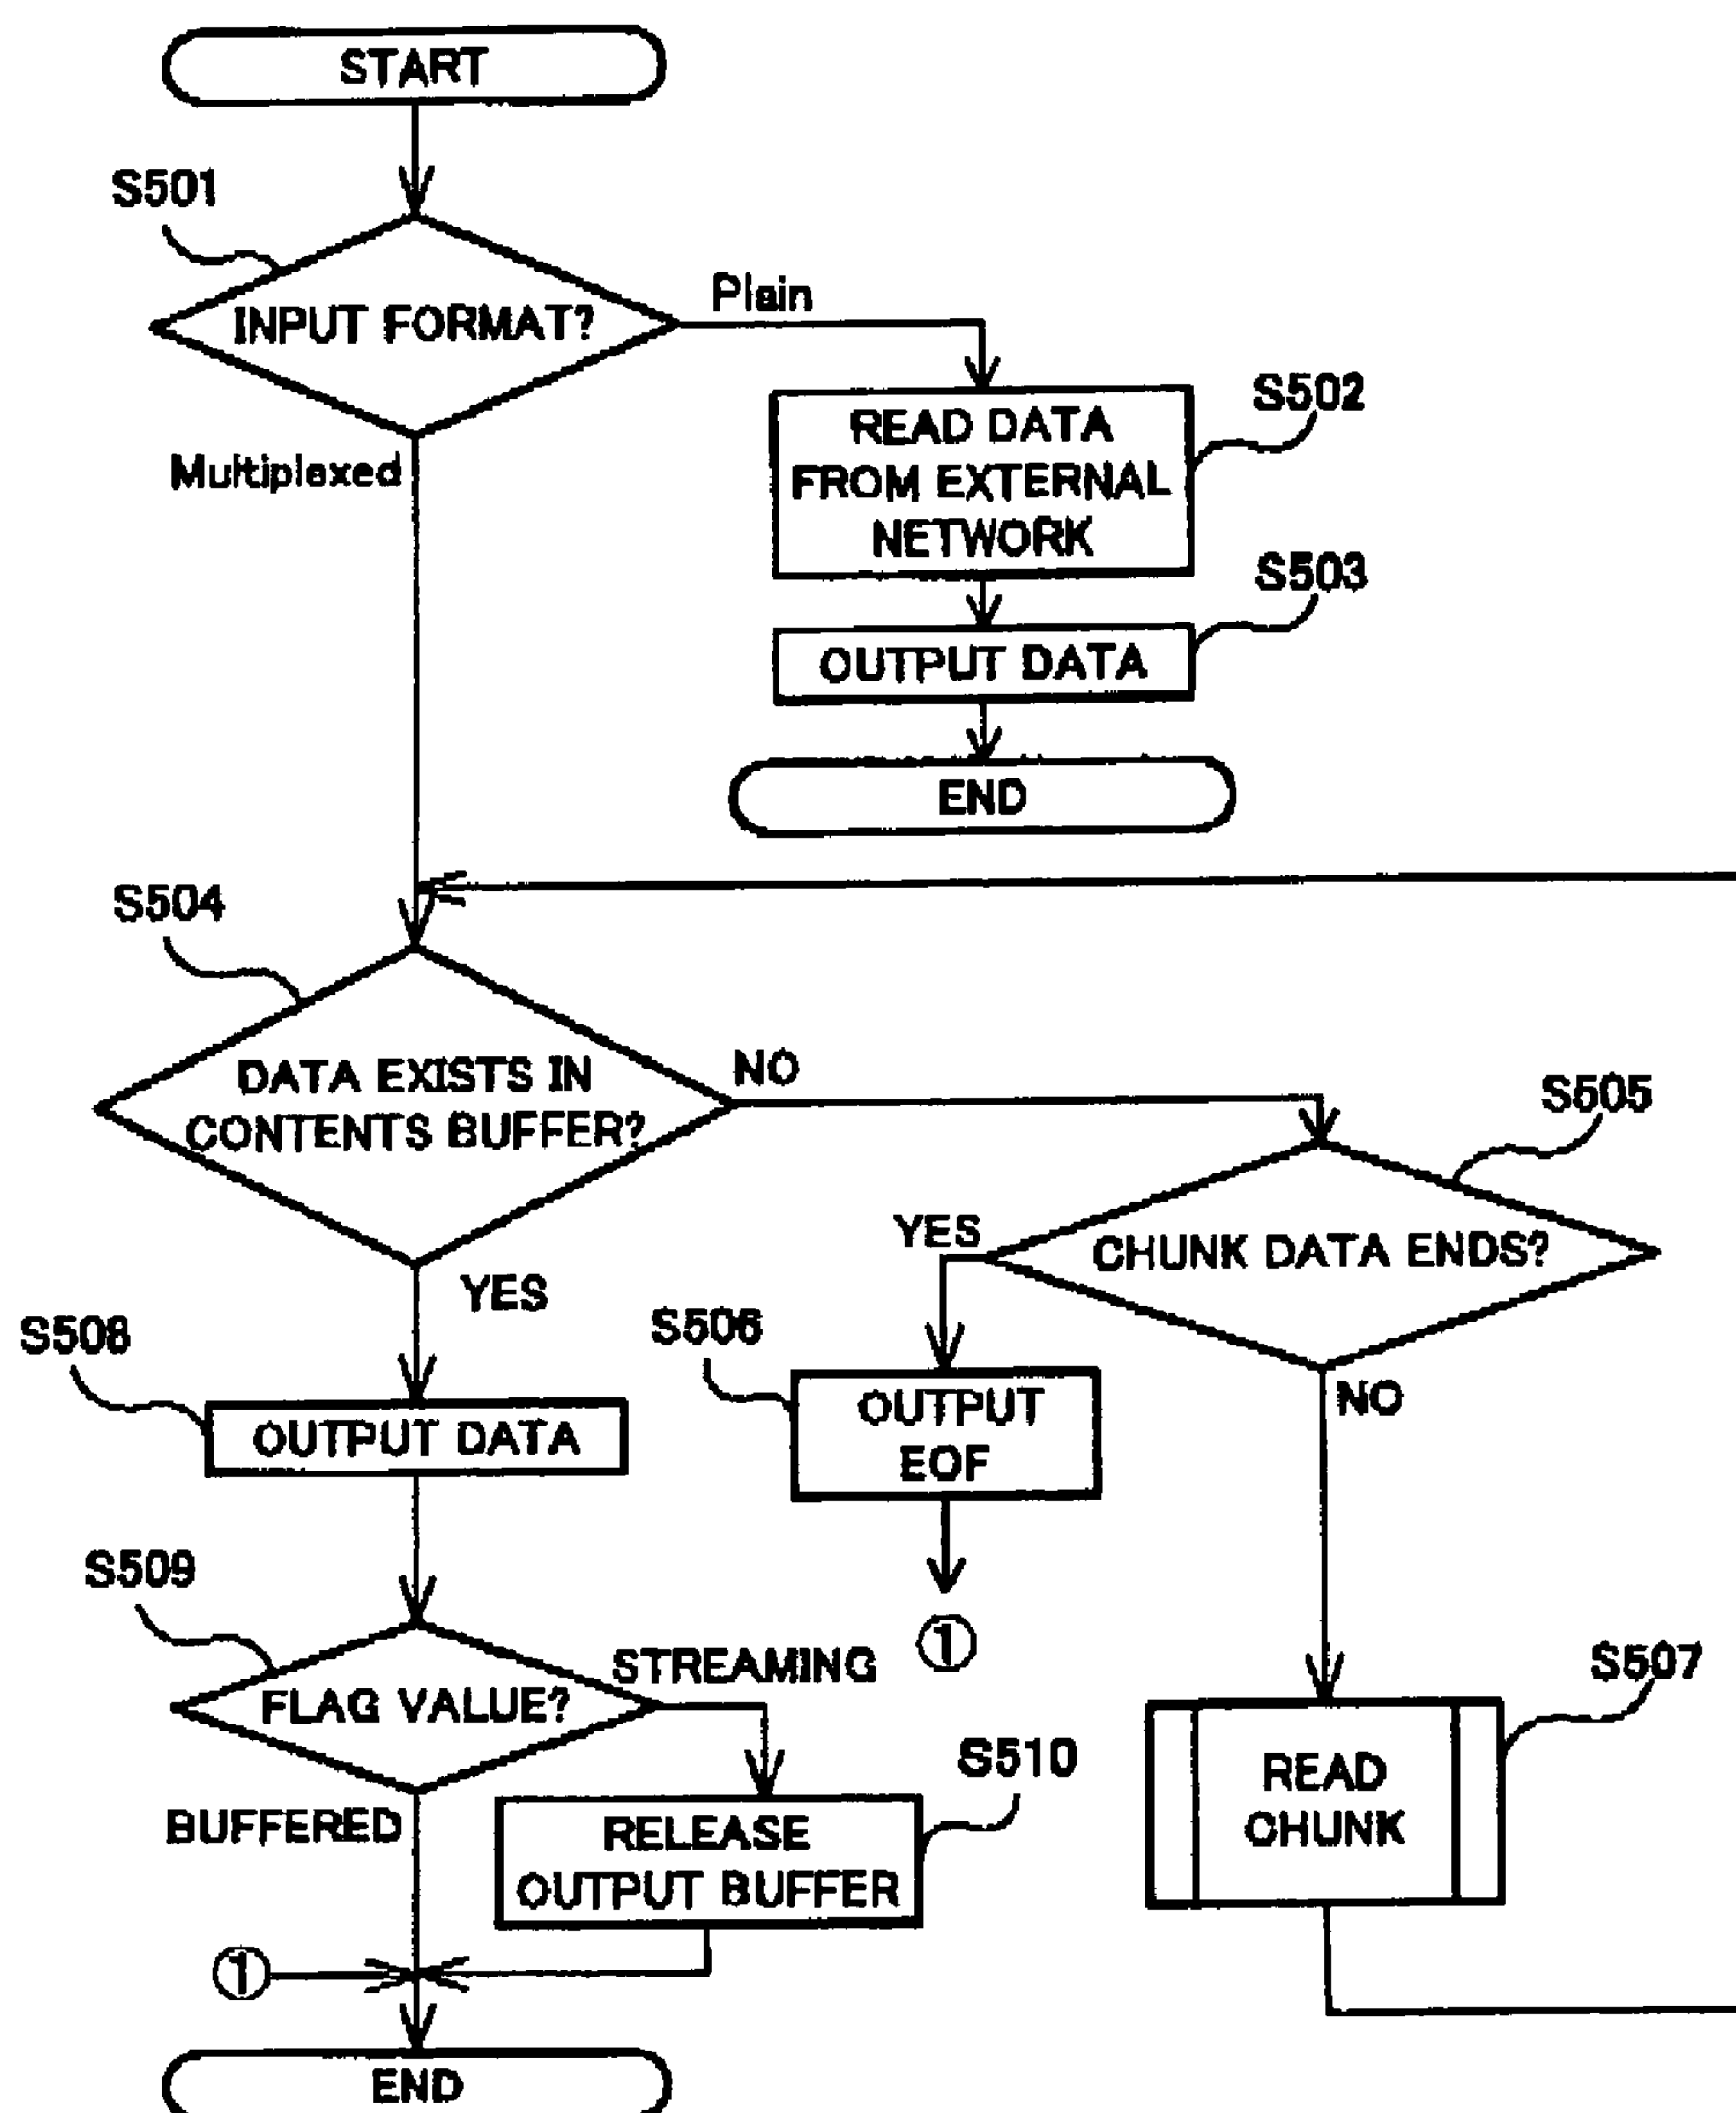 START
S501
INPUT FORMAT?
Plain
Multiplexed
READ DATA
FROM EXTERNAL
NETWORK
S502
OUTPUT DATA
S503
END
S504
DATA EXISTS IN
CONTENTS BUFFER?
NO
YES
S505
CHUNK DATA ENDS?
YES
NO
S506
OUTPUT
EOF
①
S507
READ
CHUNK
S508
OUTPUT DATA
S509
FLAG VALUE?
STREAMING
BUFFERED
S510
RELEASE
OUTPUT BUFFER
①
END